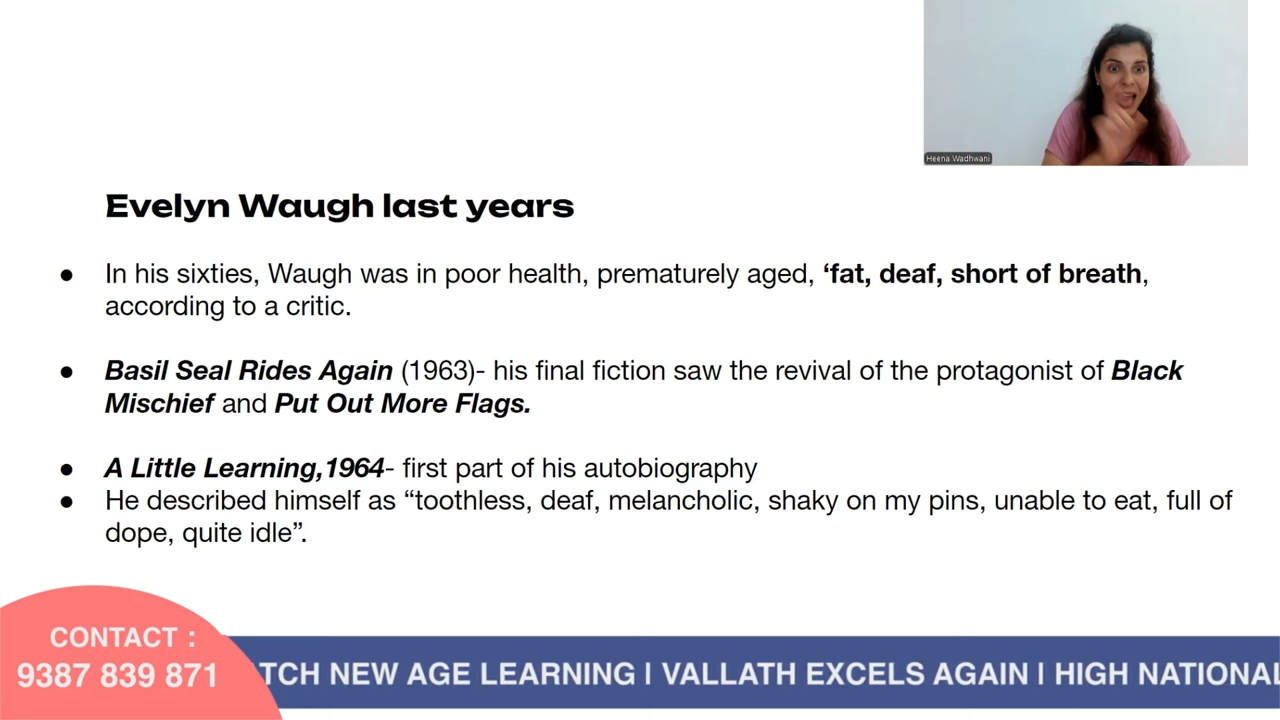 Heena Wadhwani
Evelyn Waugh last years
● In his sixties, Waugh was in poor health, prematurely aged, ‘fat, deaf, short of breath,
according to a critic.
● Basil Seal Rides Again (1963)- his final fiction saw the revival of the protagonist of Black
Mischief and Put Out More Flags.
● A Little Learning,1964- first part of his autobiography
● He described himself as “toothless, deaf, melancholic, shaky on my pins, unable to eat, full of
dope, quite idle”.
CONTACT :
9387 839 871
TCH NEW AGE LEARNING | VALLATH EXCELS AGAIN | HIGH NATIONAL